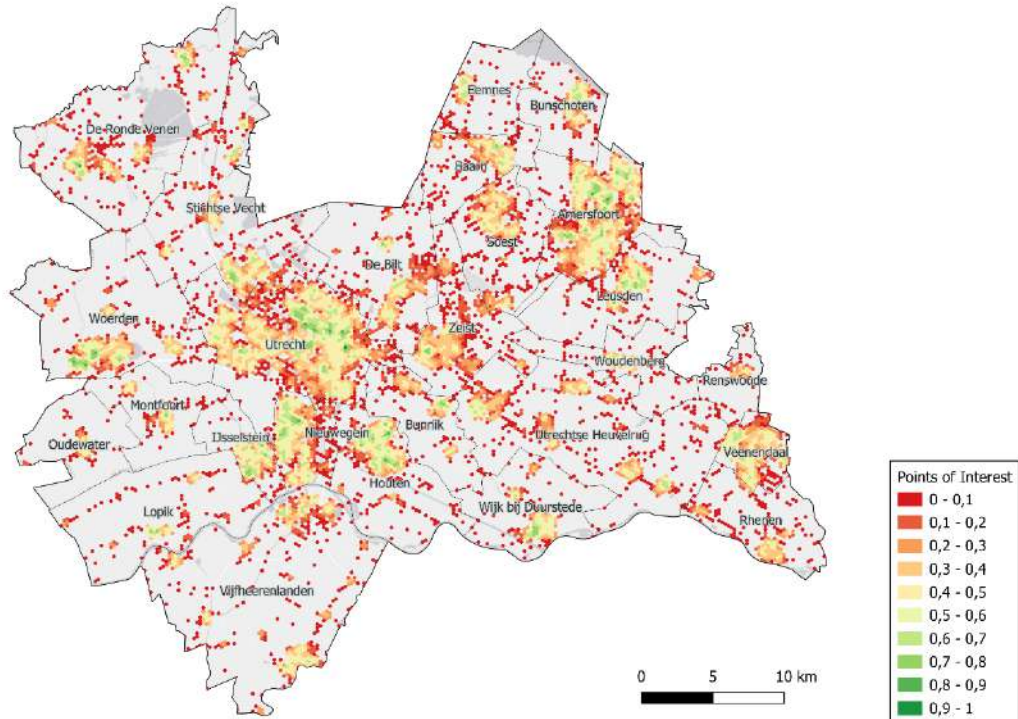 Eemnes
Bunschoten
De Ronde Venen
Baarn
Stichtse Vecht
Amersfoort
Soest
De Bilt
Leusden
Woerden
Zeist
Utrecht
Woudenberg
Renswoude
Montfoort
Oudewater
IJsselstein
Nieuwegein
Bunnik
Utrechtse Heuvelrug
Veenendaal
Houten
Lopik
Wijk bij Duurstede
Rhenen
Vijfheerenlanden
0 5 10 km
Points of Interest
0 - 0,1
0,1 - 0,2
0,2 - 0,3
0,3 - 0,4
0,4 - 0,5
0,5 - 0,6
0,6 - 0,7
0,7 - 0,8
0,8 - 0,9
0,9 - 1